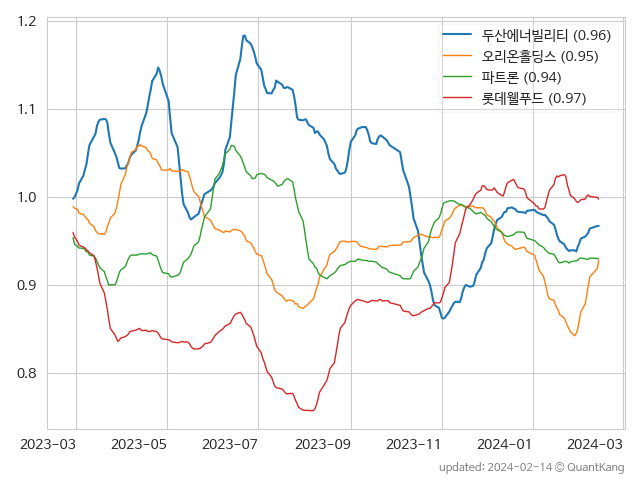 1.2
1.1
1.0
0.9
0.8
두산에너빌리티 (0.96)
오리온홀딩스 (0.95)
파트론 (0.94)
롯데웰푸드 (0.97)
2023-03 2023-05 2023-07 2023-09 2023-11 2024-01 2024-03
updated: 2024-02-14 © QuantKang